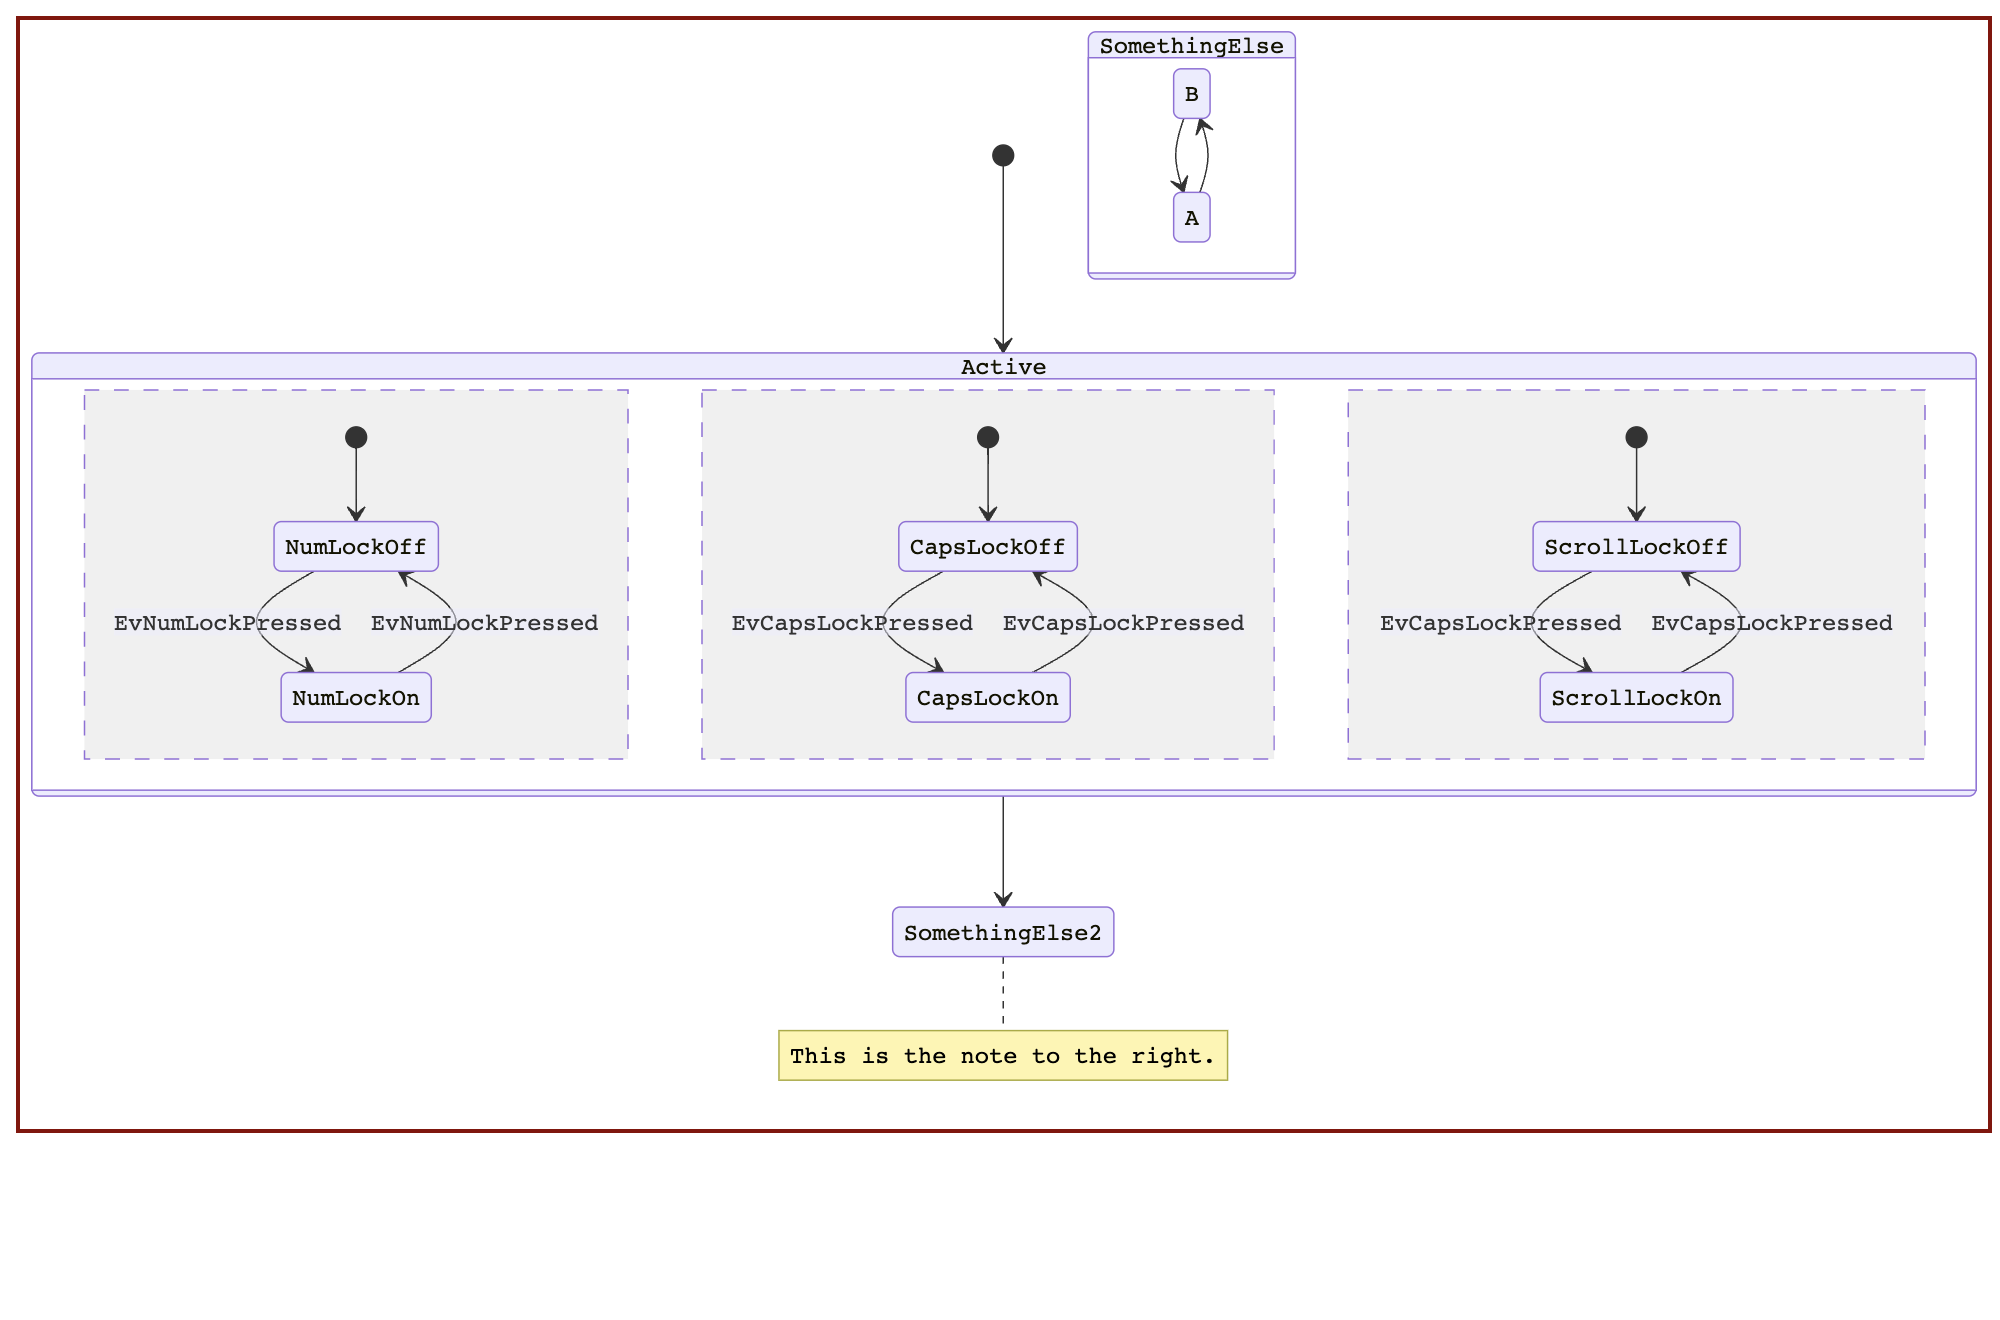 SomethingElse
B
A
Active
NumLockOff
CapsLockOff
ScrollLockOff
EvNumLockPressed
EvNumLockPressed
EvCapsLockPressed
EvCapsLockPressed
EvCapsLockPressed
EvCapsLockPressed
NumLockOn
CapsLockOn
ScrollLockOn
SomethingElse2
This is the note to the right.